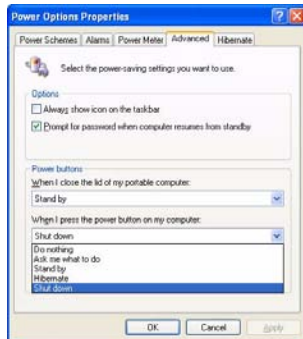 Power Options Properties
Power Schemes Alarms Power Meter Advanced Hibernate
Select the power-saving settings you want to use.
Options
Always show icon on the taskbar
Prompt for password when computer resumes from standby
Power buttons
When I close the lid of my portable computer:
Stand by
When I press the power button on my computer:
Shut down
Do nothing
Ask me what to do
Stand by
Hibernate
Shut down
OK Cancel Apply